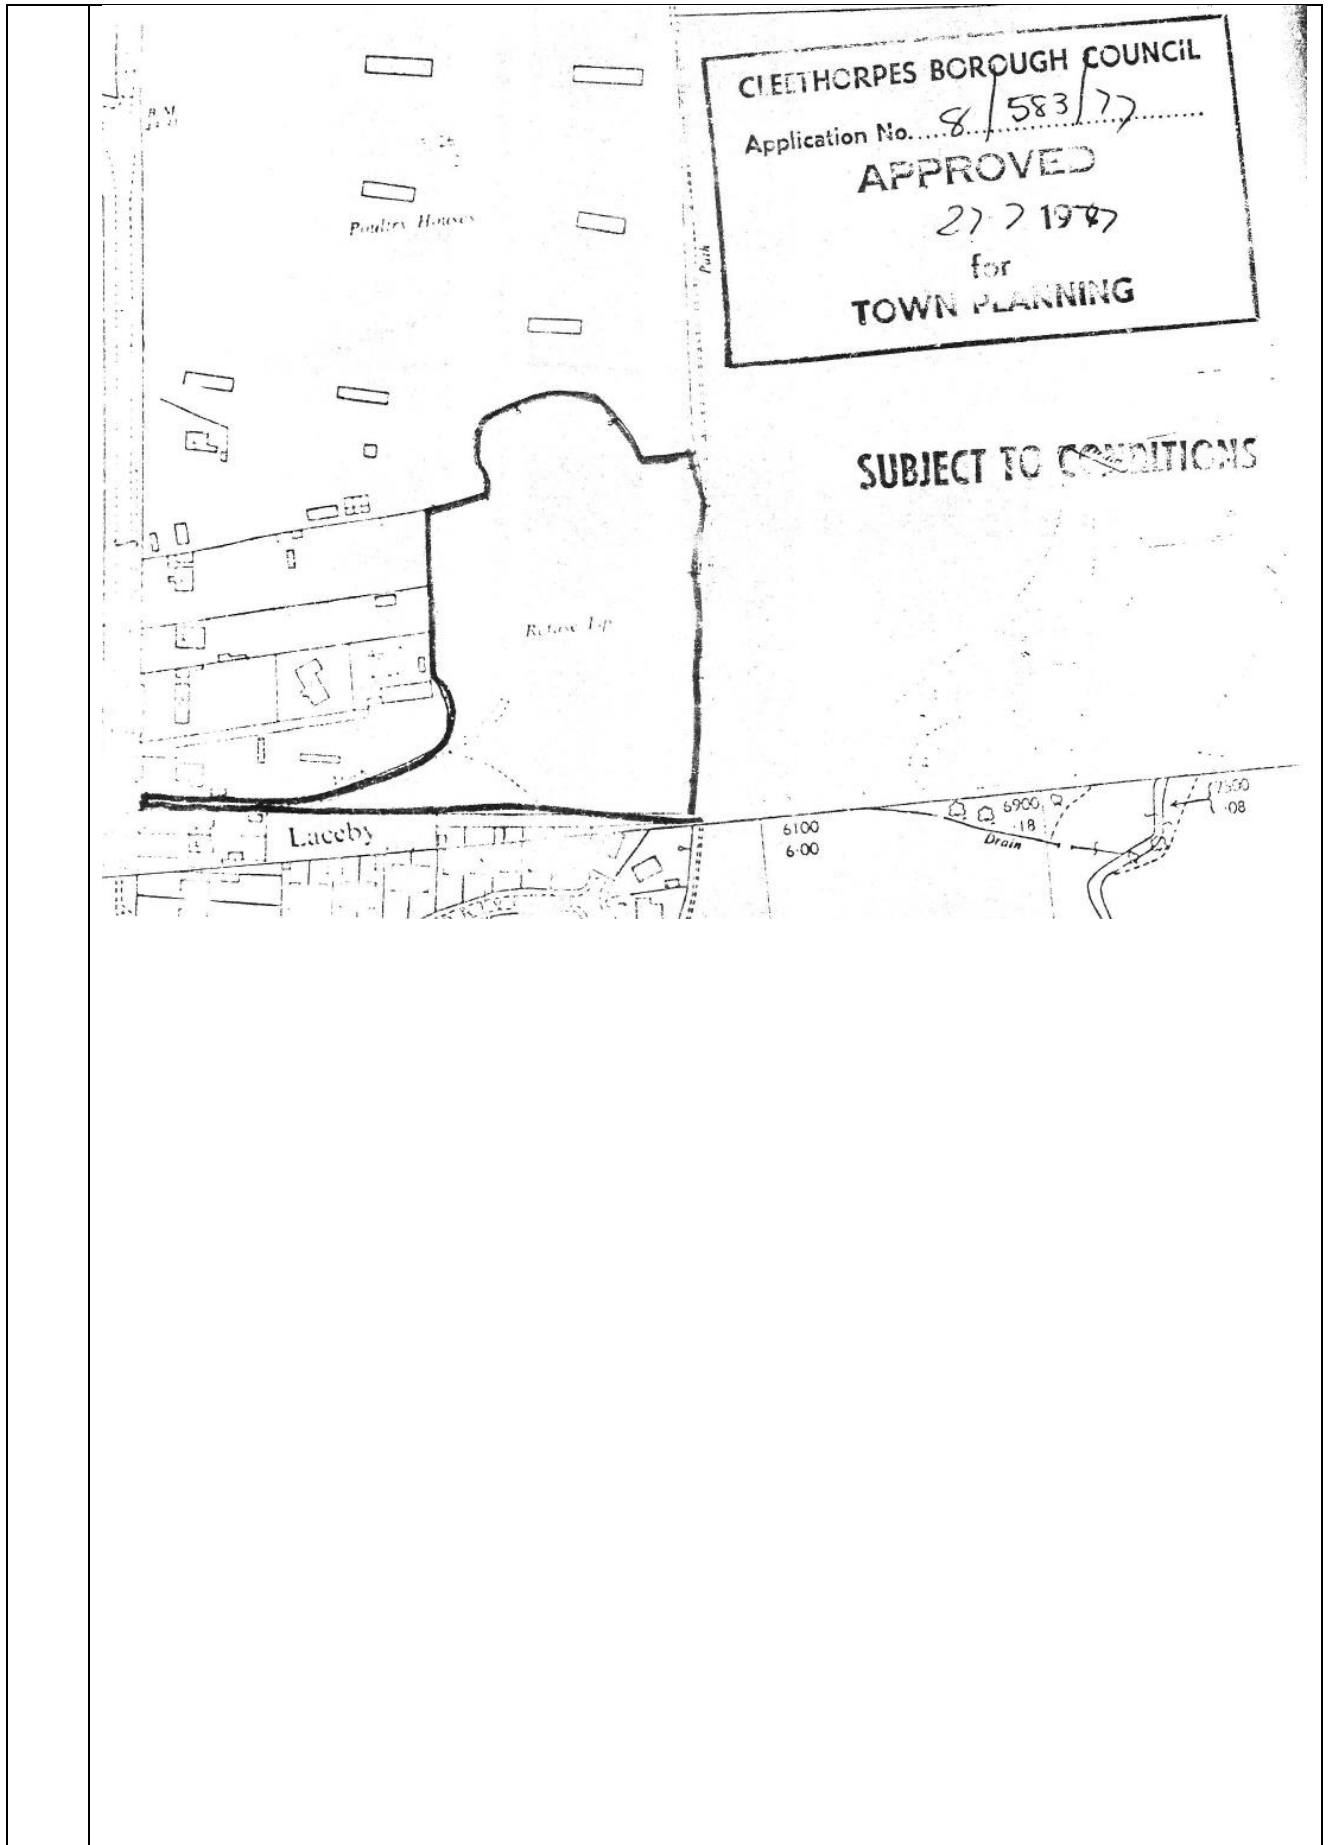 CLEETHORPES BOROUGH COUNCIL
Application No. 8/583/77
APPROVED
27 7 1977
for
TOWN PLANNING
SUBJECT TO CONDITIONS
B.M
Poultry Houses
Path
Refuse Tip
Laceby
6100
6·00
6900
·18
Drain
7500
·08